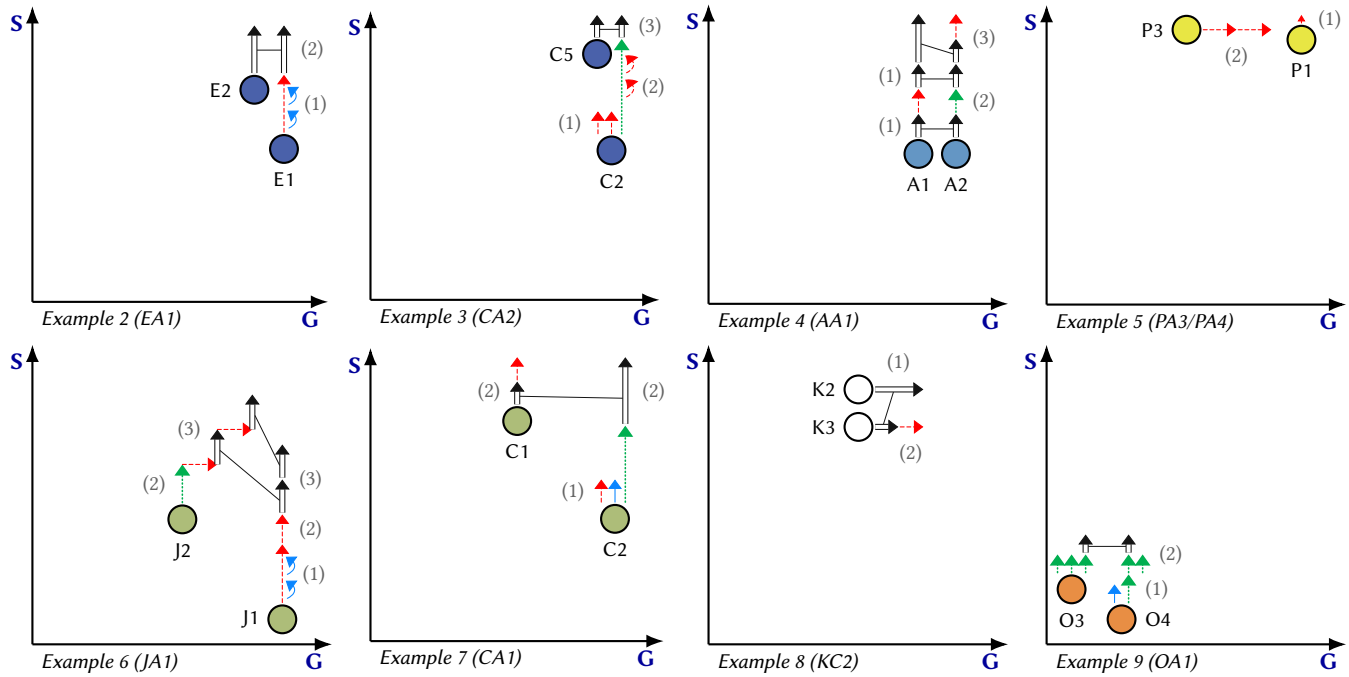 S
E2
(2)
(1)
E1
Example 2 (EA1)
G
S
C5
(3)
(2)
(1)
C2
Example 3 (CA2)
G
S
(3)
(1)
(2)
(1)
A1
A2
Example 4 (AA1)
G
S
P3
(2)
(1)
P1
Example 5 (PA3/PA4)
G
S
(3)
(3)
(2)
(2)
J2
(1)
J1
Example 6 (JA1)
G
S
(2)
(2)
C1
(1)
C2
Example 7 (CA1)
G
S
(1)
K2
K3
(2)
Example 8 (KC2)
G
S
(2)
(1)
O3
O4
Example 9 (OA1)
G